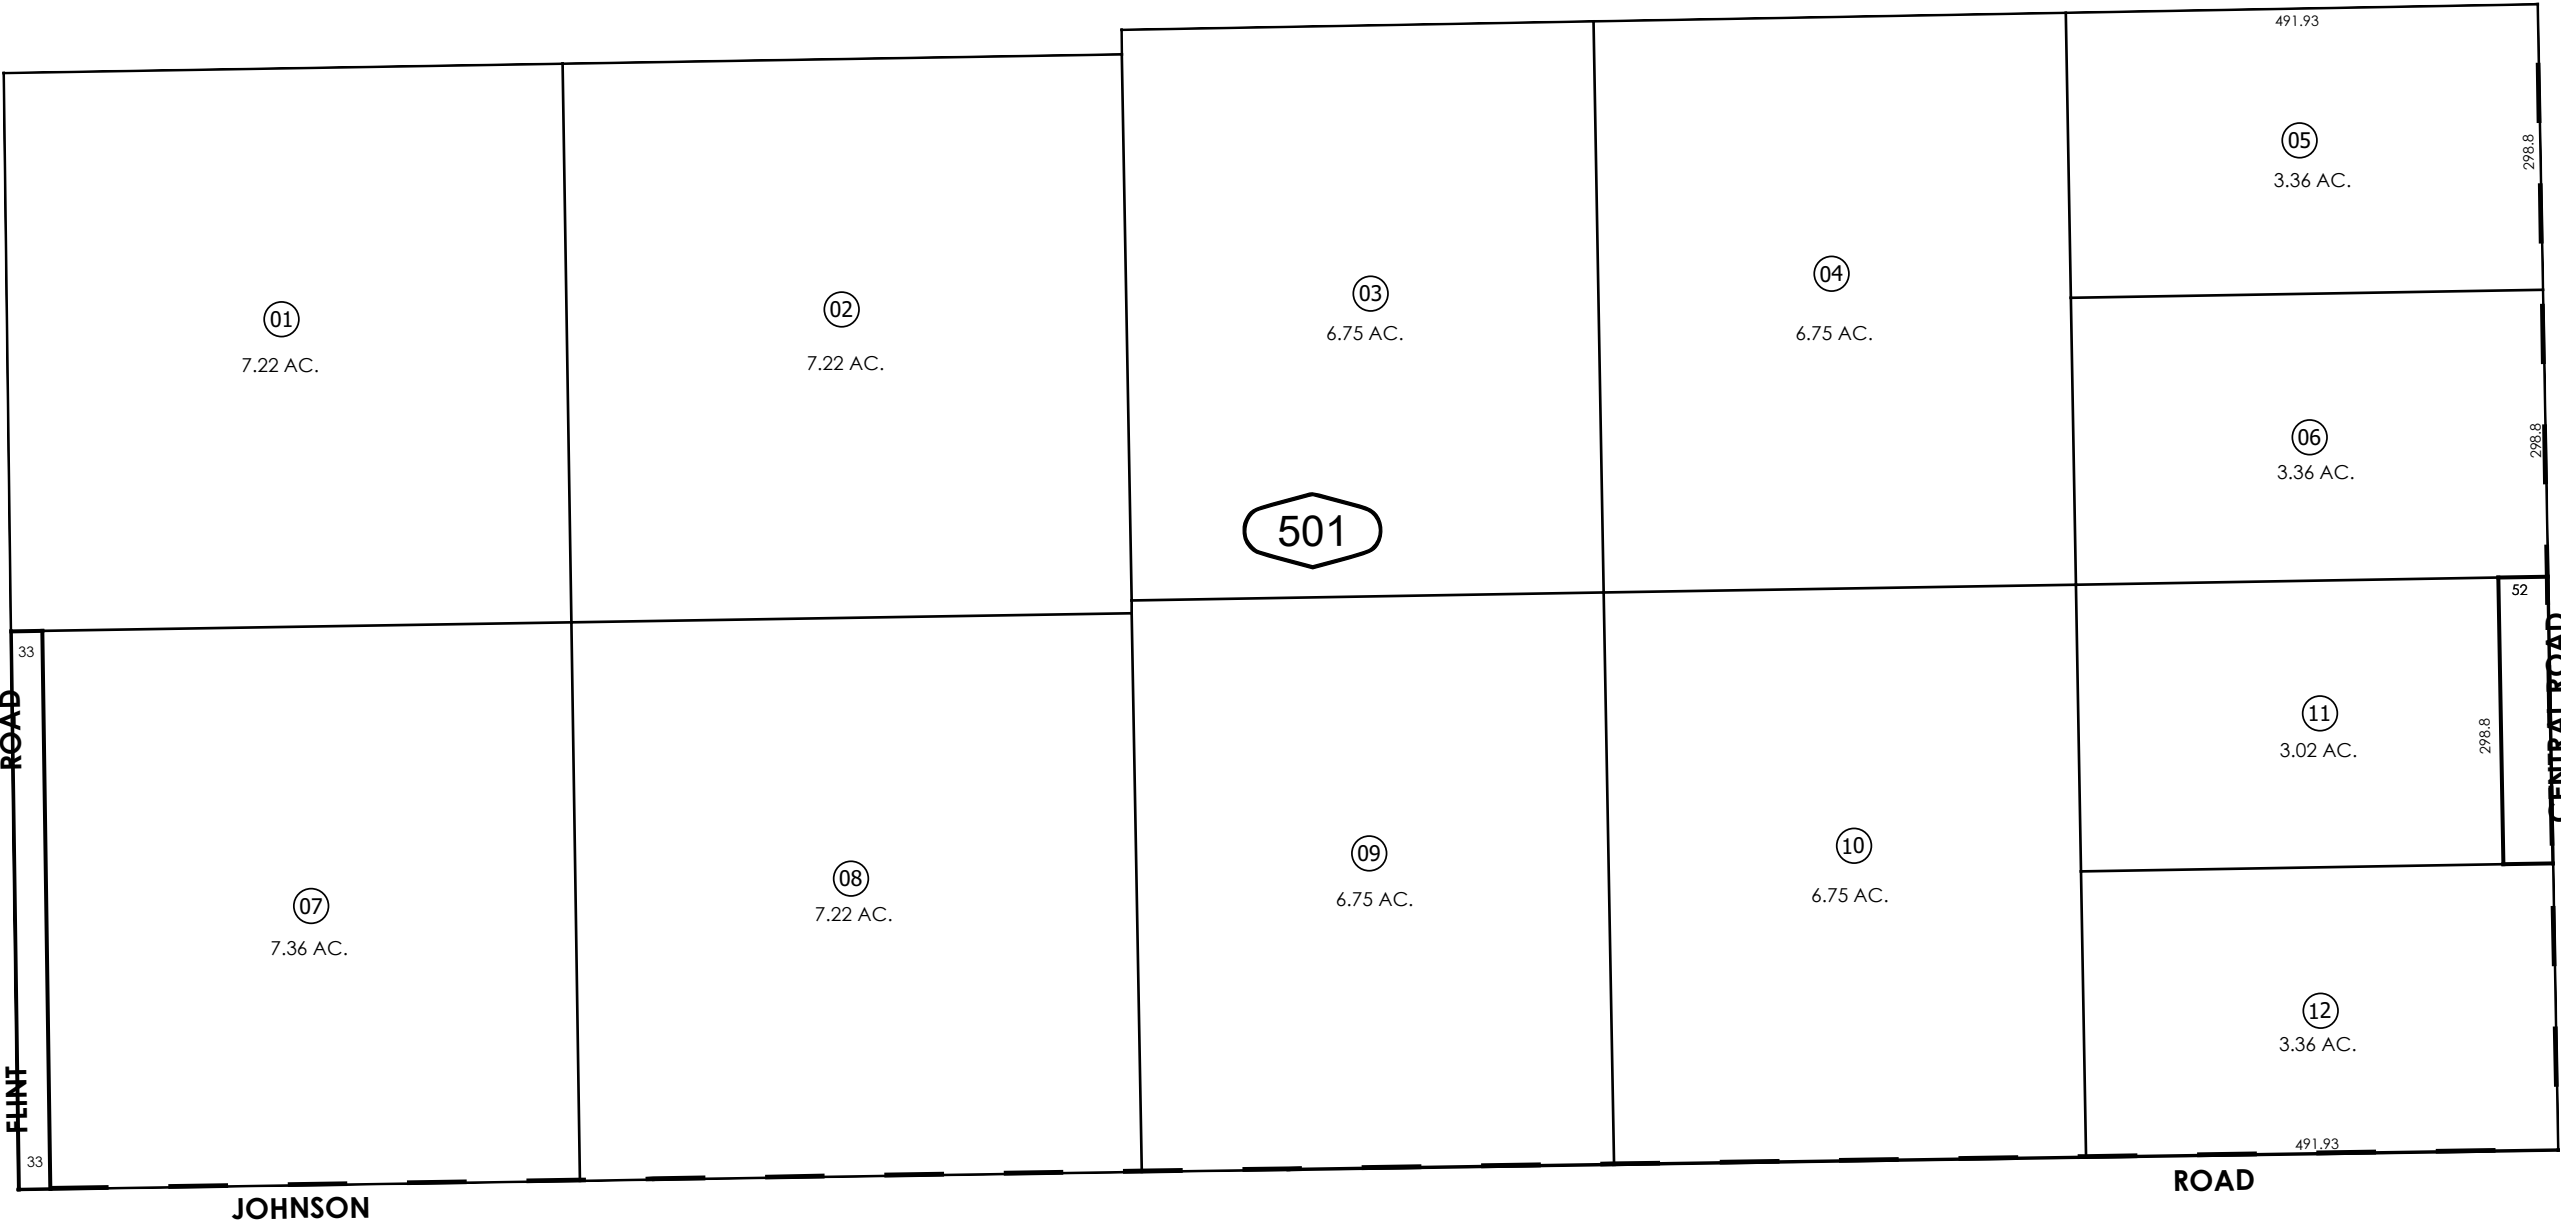 491.93
05
3.36 AC.
298.8
01
7.22 AC.
02
7.22 AC.
03
6.75 AC.
04
6.75 AC.
06
3.36 AC.
298.8
501
52
33
ROAD
CENTRAL ROAD
11
3.02 AC.
298.8
07
7.36 AC.
08
7.22 AC.
09
6.75 AC.
10
6.75 AC.
12
3.36 AC.
FLINT
33
491.93
JOHNSON
ROAD